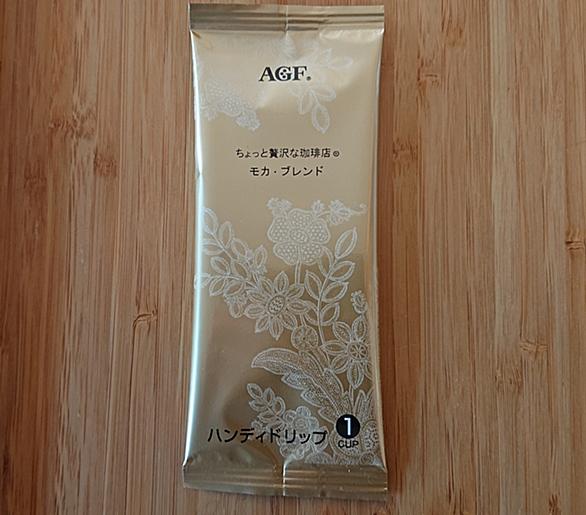 AGF®
ちょっと贅沢な珈琲店®
モカ・ブレンド
ハンディドリップ 1
CUP